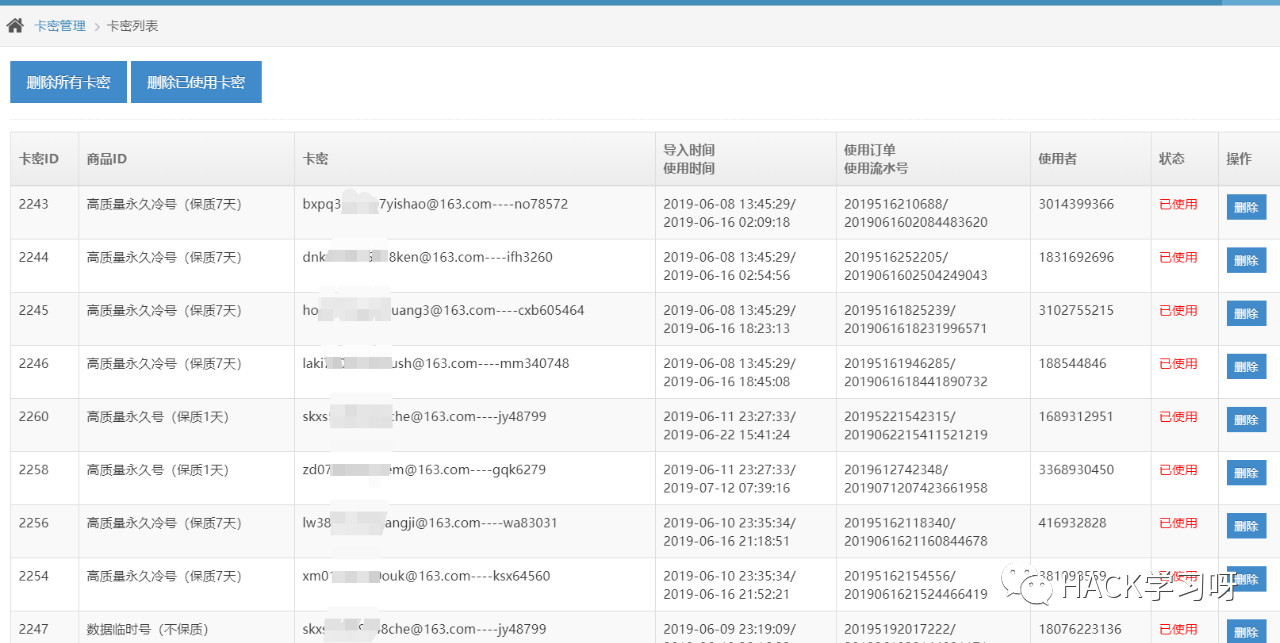 卡密管理 > 卡密列表
删除所有卡密 删除已使用卡密
卡密ID 商品ID 卡密 导入时间 使用订单 使用者 状态 操作
使用时间 使用流水号
2243 高质量永久冷号（保质7天） bxpq3 7yishao@163.com----no78572 2019-06-08 13:45:29/ 2019516210688/ 3014399366 已使用 删除
2019-06-16 02:09:18 2019061602084483620
2244 高质量永久冷号（保质7天） dnk 8ken@163.com----ifh3260 2019-06-08 13:45:29/ 2019516252205/ 1831692696 已使用 删除
2019-06-16 02:54:56 2019061602504249043
2245 高质量永久冷号（保质7天） ho uang3@163.com----cxb605464 2019-06-08 13:45:29/ 20195161825239/ 3102755215 已使用 删除
2019-06-16 18:23:13 2019061618231996571
2246 高质量永久冷号（保质7天） laki ush@163.com----mm340748 2019-06-08 13:45:29/ 20195161946285/ 188544846 已使用 删除
2019-06-16 18:45:08 2019061618441890732
2260 高质量永久号（保质1天） skxs che@163.com----jy48799 2019-06-11 23:27:33/ 20195221542315/ 1689312951 已使用 删除
2019-06-22 15:41:24 2019062215411521219
2258 高质量永久号（保质1天） zd07 em@163.com----gqk6279 2019-06-11 23:27:33/ 2019612742348/ 3368930450 已使用 删除
2019-07-12 07:39:16 2019071207423661958
2256 高质量永久冷号（保质7天） lw38 angji@163.com----wa83031 2019-06-10 23:35:34/ 20195162118340/ 416932828 已使用 删除
2019-06-16 21:18:51 2019061621160844678
2254 高质量永久冷号（保质7天） xm0 ouk@163.com----ksx64560 2019-06-10 23:35:34/ 20195162154556/ 381093559 已使用 删除
2019-06-16 21:52:21 2019061621524466419
HACK学习呀
2247 数据临时号（不保质） skxs 8che@163.com----jy48799 2019-06-09 23:19:09/ 20195192017222/ 18076223136 已使用 删除